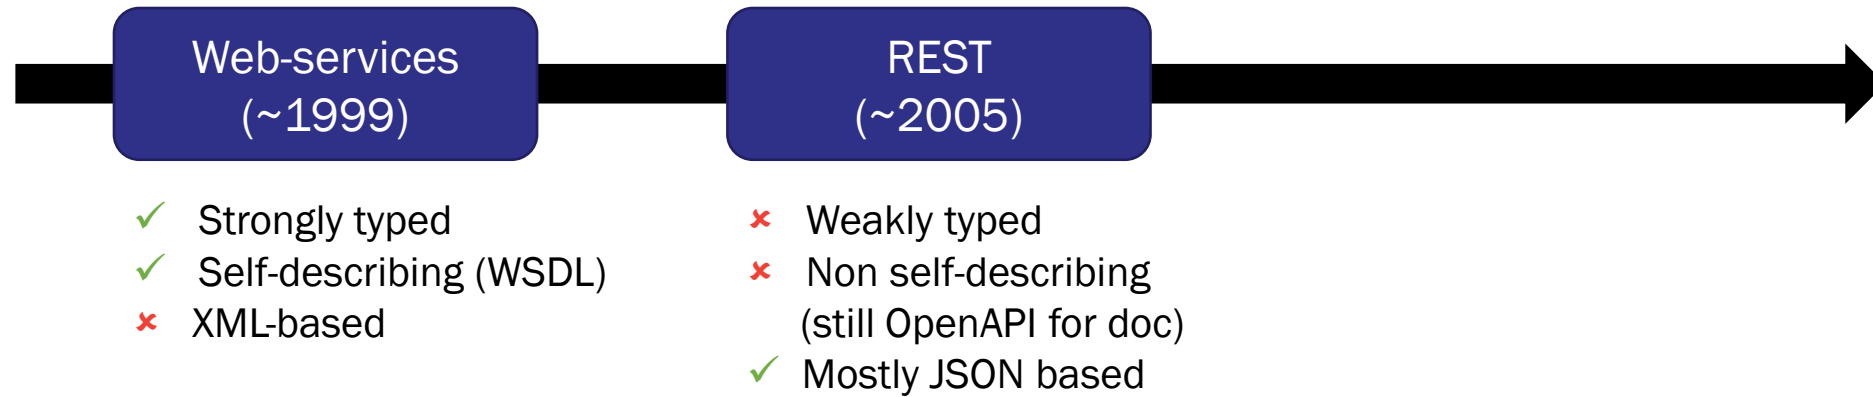 Web-services
(~1999)
REST
(~2005)
✓ Strongly typed
✓ Self-describing (WSDL)
✗ XML-based
✗ Weakly typed
✗ Non self-describing
(still OpenAPI for doc)
✓ Mostly JSON based